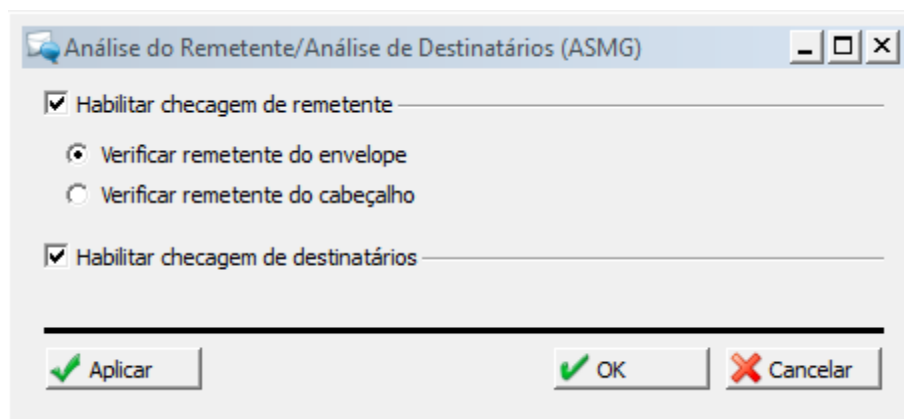 Análise do Remetente/Análise de Destinatários (ASMG)
Habilitar checagem de remetente
Verificar remetente do envelope
Verificar remetente do cabeçalho
Habilitar checagem de destinatários
Aplicar OK Cancelar